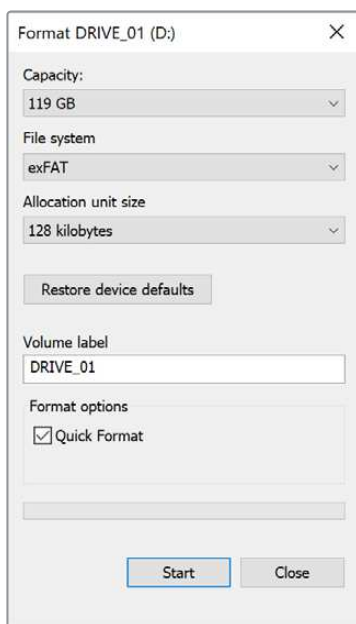 Format DRIVE_01 (D:)
Capacity:
119 GB
File system
exFAT
Allocation unit size
128 kilobytes
Restore device defaults
Volume label
DRIVE_01
Format options
Quick Format
Start Close